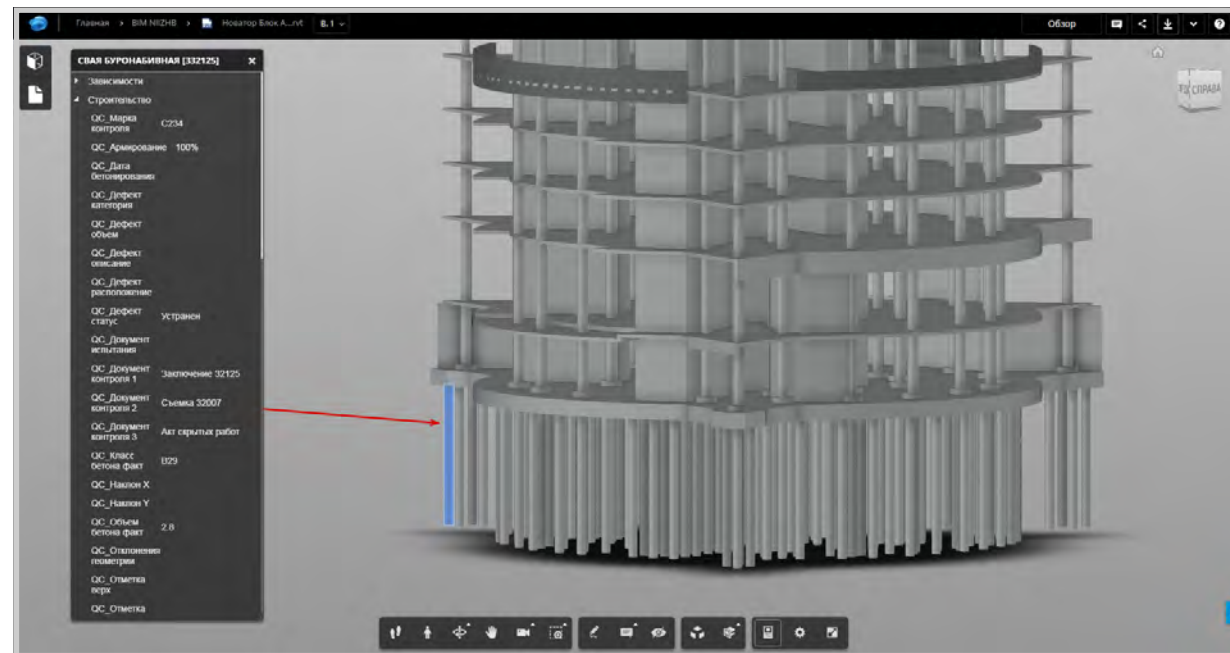 Главная › BIM NIIZHB › Новатор Блок А...rvt В. 1
Обзор
СВАЯ БУРОНАБИВНАЯ [332125] ×
Зависимости
Строительство
QC_Марка
контроля С234
QC_Армирование 100%
QC_Дата
бетонирования
QC_Дефект
категория
QC_Дефект
объем
QC_Дефект
описание
QC_Дефект
расположение
QC_Дефект
статус Устранен
QC_Документ
испытания
QC_Документ
контроля 1 Заключение 32125
QC_Документ
контроля 2 Съемка 32007
QC_Документ
контроля 3 Акт скрытых работ
QC_Класс
бетона факт В29
QC_Наклон X
QC_Наклон Y
QC_Объем
бетона факт 2.8
QC_Отклонения
геометрии
QC_Отметка
верх
QC_Отметка
СПРАВА